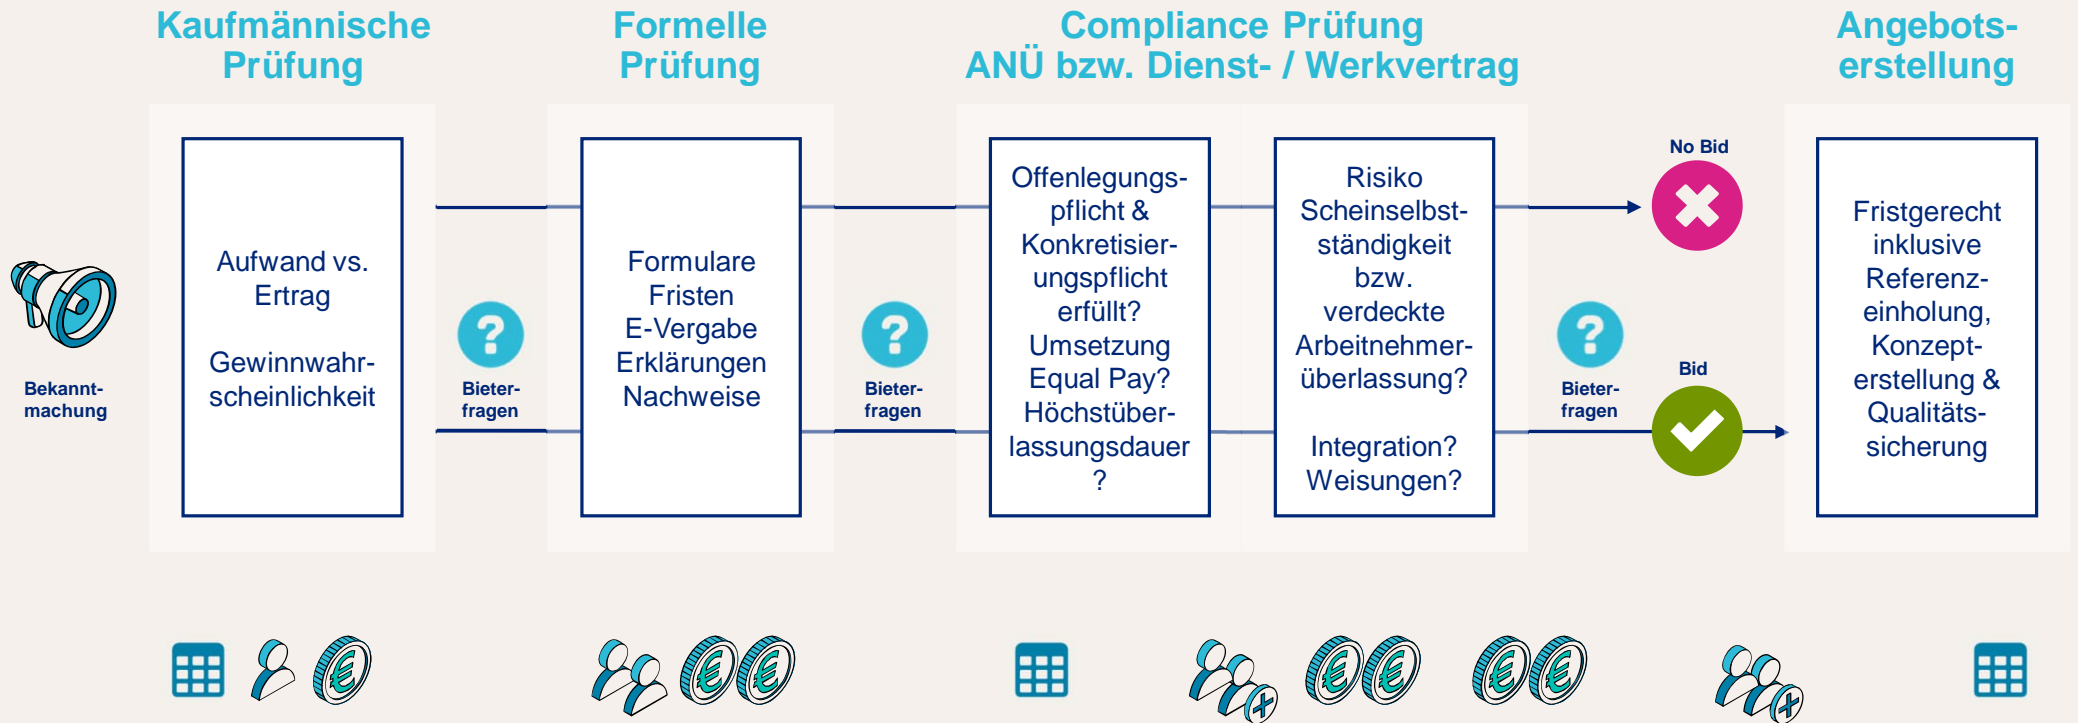 Kaufmännische
Prüfung
Formelle
Prüfung
Compliance Prüfung
ANÜ bzw. Dienst- / Werkvertrag
Angebots-
erstellung
Bekannt-
machung
Aufwand vs.
Ertrag
Gewinnwahr-
scheinlichkeit
?
Bieter-
fragen
Formulare
Fristen
E-Vergabe
Erklärungen
Nachweise
?
Bieter-
fragen
Offenlegungs-
pflicht &
Konkretisier-
ungspflicht
erfüllt?
Umsetzung
Equal Pay?
Höchstüber-
lassungsdauer
?
Risiko
Scheinselbst-
ständigkeit
bzw.
verdeckte
Arbeitnehmer-
überlassung?
Integration?
Weisungen?
?
Bieter-
fragen
No Bid
Bid
Fristgerecht
inklusive
Referenz-
einholung,
Konzept-
erstellung &
Qualitäts-
sicherung
€
€€
€€
€€